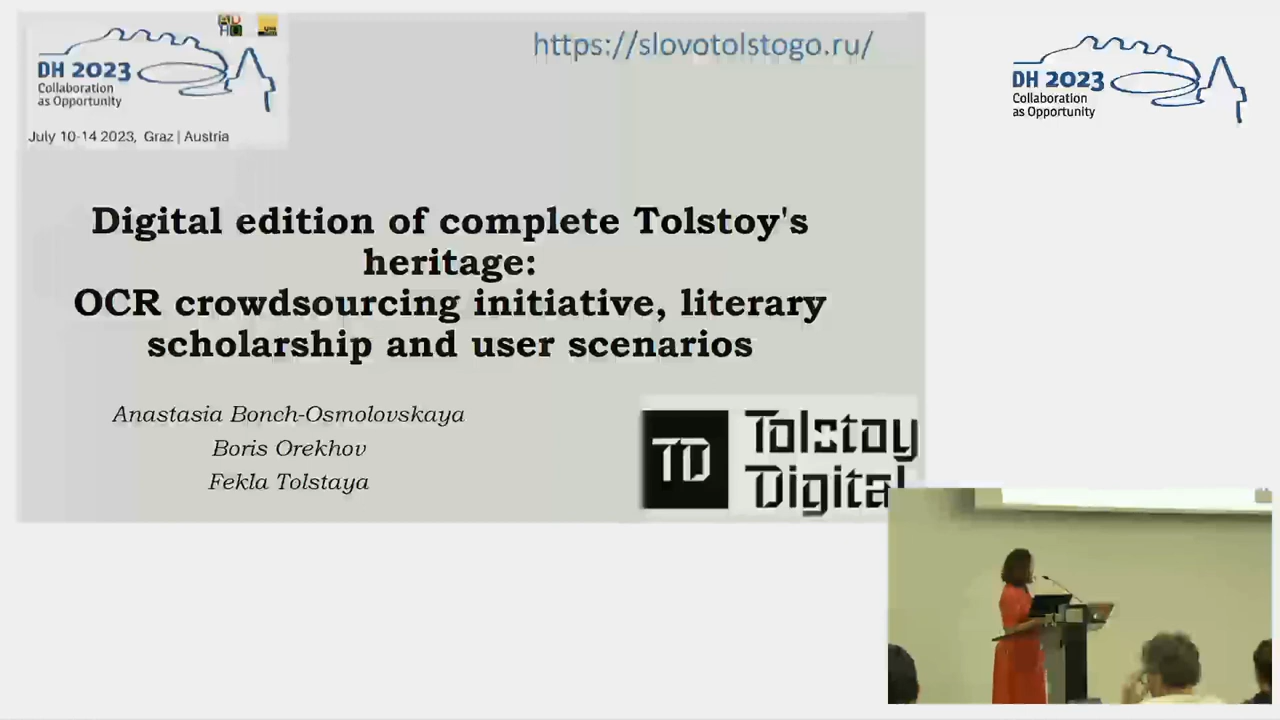 https://slovotolstogo.ru/
DH 2023
Collaboration
as Opportunity
July 10-14 2023, Graz | Austria
DH 2023
Collaboration
as Opportunity
Digital edition of complete Tolstoy's
heritage:
OCR crowdsourcing initiative, literary
scholarship and user scenarios
Anastasia Bonch-Osmolovskaya
Boris Orekhov
Fekla Tolstaya
TD
Tolstoy
Digital